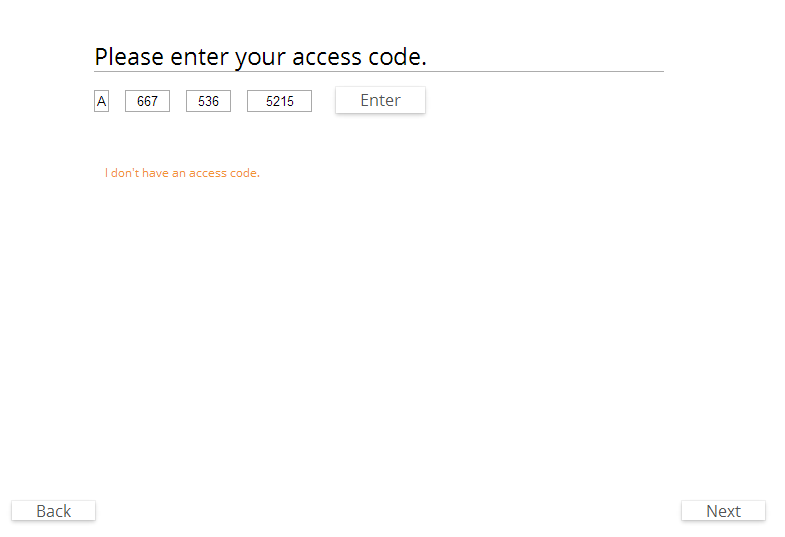 Please enter your access code.
A 667 536 5215 Enter
I don't have an access code.
Back Next